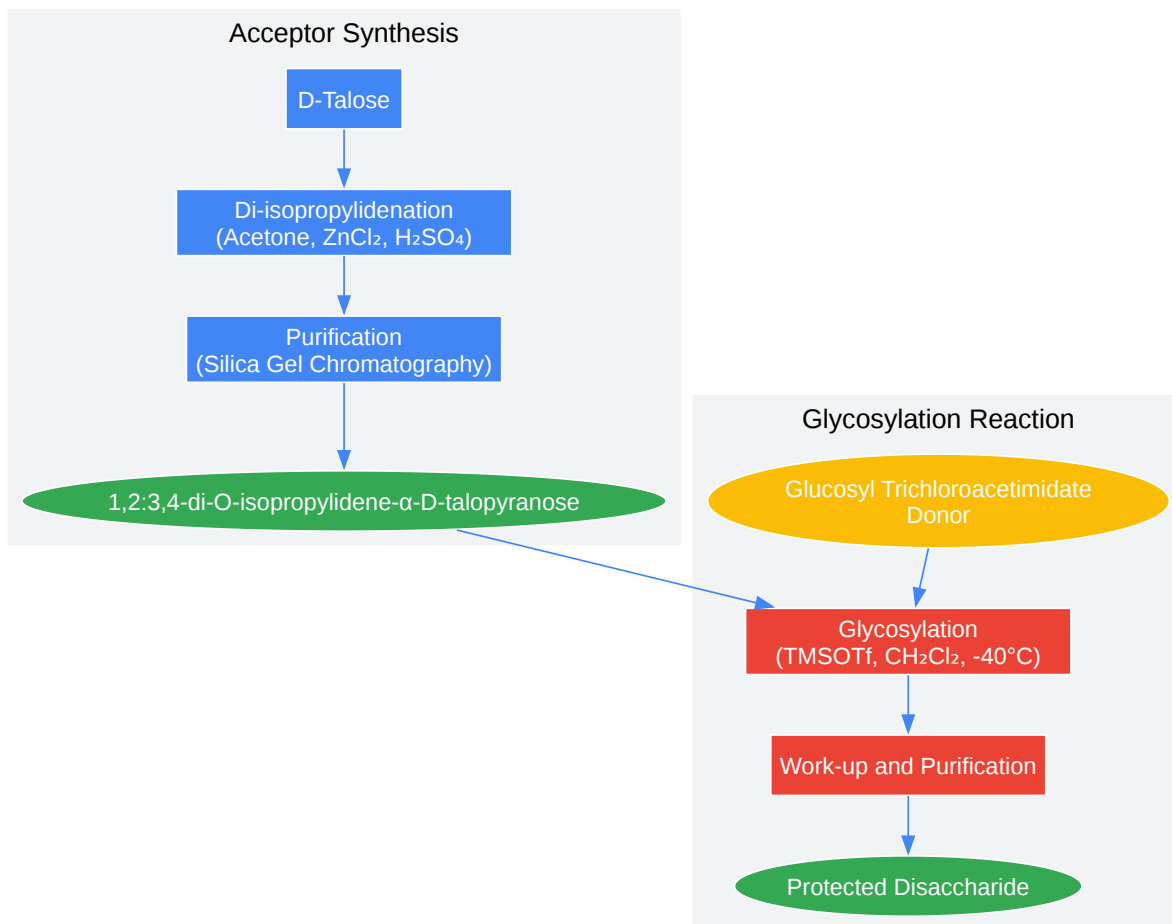 Acceptor Synthesis
D-Talose
Di-isopropylidenation
(Acetone, ZnCl₂, H₂SO₄)
Purification
(Silica Gel Chromatography)
1,2:3,4-di-O-isopropylidene-α-D-talopyranose
Glycosylation Reaction
Glucosyl Trichloroacetimidate
Donor
Glycosylation
(TMSOTf, CH₂Cl₂, -40°C)
Work-up and Purification
Protected Disaccharide